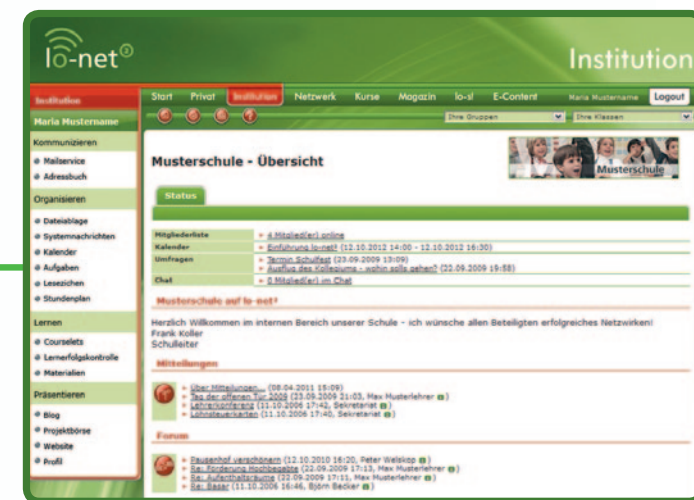 lo-net²
Institution
Institution
Start Privat Institution Netzwerk Kurse Magazin lo-sl E-Content Maria Mustername Logout
Maria Mustername
Ihre Gruppen Ihre Klassen
Kommunizieren
Mailservice
Adressbuch
Organisieren
Dateiablage
Systemnachrichten
Kalender
Aufgaben
Lesezeichen
Stundenplan
Lernen
Courselets
Lernerfolgskontrolle
Materialien
Präsentieren
Blog
Projektbörse
Website
Profil
Musterschule - Übersicht
Musterschule
Status
Mitgliederliste 4 Mitglied(er) online
Kalender Einführung lo-net² (12.10.2012 14:00 - 12.10.2012 16:30)
Umfragen Termin Schulfest (23.09.2009 13:09)
Ausflug des Kollegiums - wohin solls gehen? (22.09.2009 19:58)
Chat 0 Mitglied(er) im Chat
Musterschule auf lo-net²
Herzlich Willkommen im internen Bereich unserer Schule - ich wünsche allen Beteiligten erfolgreiches Netzwirken!
Frank Koller
Schulleiter
Mitteilungen
Über Mitteilungen... (08.04.2011 15:09)
Tag der offenen Tür 2009 (23.09.2009 21:03, Max Musterlehrer)
Lehrerkonferenz (11.10.2006 17:42, Sekretariat)
Lohnsteuerkarten (11.10.2006 17:40, Sekretariat)
Forum
Pausenhof verschönern (12.10.2010 16:20, Peter Welskop)
Re: Förderung Hochbegabte (22.09.2009 17:13, Max Musterlehrer)
Re: Aufenthaltsräume (22.09.2009 17:11, Max Musterlehrer)
Re: Basar (11.10.2006 16:46, Björn Becker)